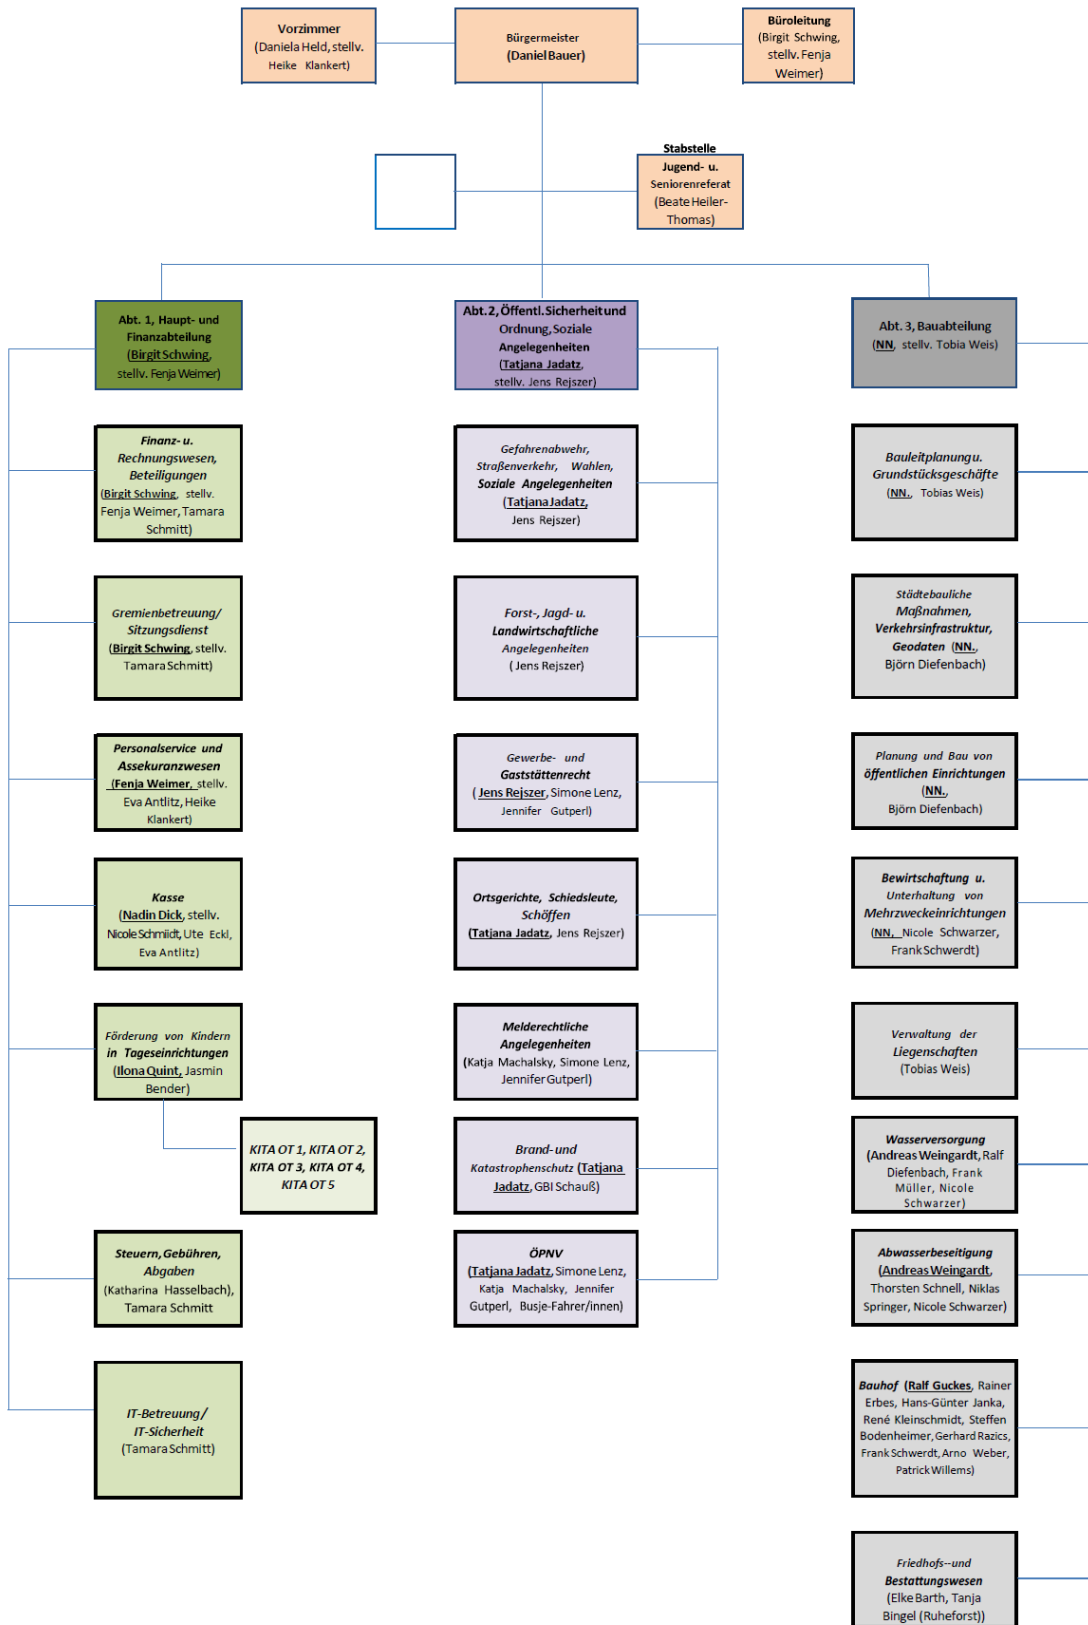 Vorzimmer
(Daniela Held, stellv.
Heike Klankert)
Bürgermeister
(Daniel Bauer)
Büroleitung
(Birgit Schwing,
stellv. Fenja
Weimer)
Stabstelle
Jugend- u.
Seniorenreferat
(Beate Heiler-
Thomas)
Abt. 1, Haupt- und
Finanzabteilung
(Birgit Schwing,
stellv. Fenja Weimer)
Finanz- u.
Rechnungswesen,
Beteiligungen
(Birgit Schwing, stellv.
Fenja Weimer, Tamara
Schmitt)
Gremienbetreuung/
Sitzungsdienst
(Birgit Schwing, stellv.
Tamara Schmitt)
Personalservice und
Assekuranzwesen
(Fenja Weimer, stellv.
Eva Antlitz, Heike
Klankert)
Kasse
(Nadin Dick, stellv.
Nicole Schmiidt, Ute Eckl,
Eva Antlitz)
Förderung von Kindern
in Tageseinrichtungen
(Ilona Quint, Jasmin
Bender)
KITA OT 1, KITA OT 2,
KITA OT 3, KITA OT 4,
KITA OT 5
Steuern, Gebühren,
Abgaben
(Katharina Hasselbach),
Tamara Schmitt
IT-Betreuung/
IT-Sicherheit
(Tamara Schmitt)
Abt. 2, Öffentl. Sicherheit und
Ordnung, Soziale
Angelegenheiten
(Tatjana Jadatz,
stellv. Jens Rejszer)
Gefahrenabwehr,
Straßenverkehr, Wahlen,
Soziale Angelegenheiten
(Tatjana Jadatz,
Jens Rejszer)
Forst-, Jagd- u.
Landwirtschaftliche
Angelegenheiten
( Jens Rejszer)
Gewerbe- und
Gaststättenrecht
( Jens Rejszer, Simone Lenz,
Jennifer Gutperl)
Ortsgerichte, Schiedsleute,
Schöffen
(Tatjana Jadatz, Jens Rejszer)
Melderechtliche
Angelegenheiten
(Katja Machalsky, Simone Lenz,
Jennifer Gutperl)
Brand- und
Katastrophenschutz (Tatjana
Jadatz, GBI Schauß)
ÖPNV
(Tatjana Jadatz, Simone Lenz,
Katja Machalsky, Jennifer
Gutperl, Busje-Fahrer/innen)
Abt. 3, Bauabteilung
(NN, stellv. Tobia Weis)
Bauleitplanung u.
Grundstücksgeschäfte
(NN., Tobias Weis)
Städtebauliche
Maßnahmen,
Verkehrsinfrastruktur,
Geodaten (NN.,
Björn Diefenbach)
Planung und Bau von
öffentlichen Einrichtungen
(NN.,
Björn Diefenbach)
Bewirtschaftung u.
Unterhaltung von
Mehrzweckeinrichtungen
(NN, Nicole Schwarzer,
Frank Schwerdt)
Verwaltung der
Liegenschaften
(Tobias Weis)
Wasserversorgung
(Andreas Weingardt, Ralf
Diefenbach, Frank
Müller, Nicole
Schwarzer)
Abwasserbeseitigung
(Andreas Weingardt,
Thorsten Schnell, Niklas
Springer, Nicole Schwarzer)
Bauhof (Ralf Guckes, Rainer
Erbes, Hans-Günter Janka,
René Kleinschmidt, Steffen
Bodenheimer, Gerhard Razics,
Frank Schwerdt, Arno Weber,
Patrick Willems)
Friedhofs--und
Bestattungswesen
(Elke Barth, Tanja
Bingel (Ruheforst))